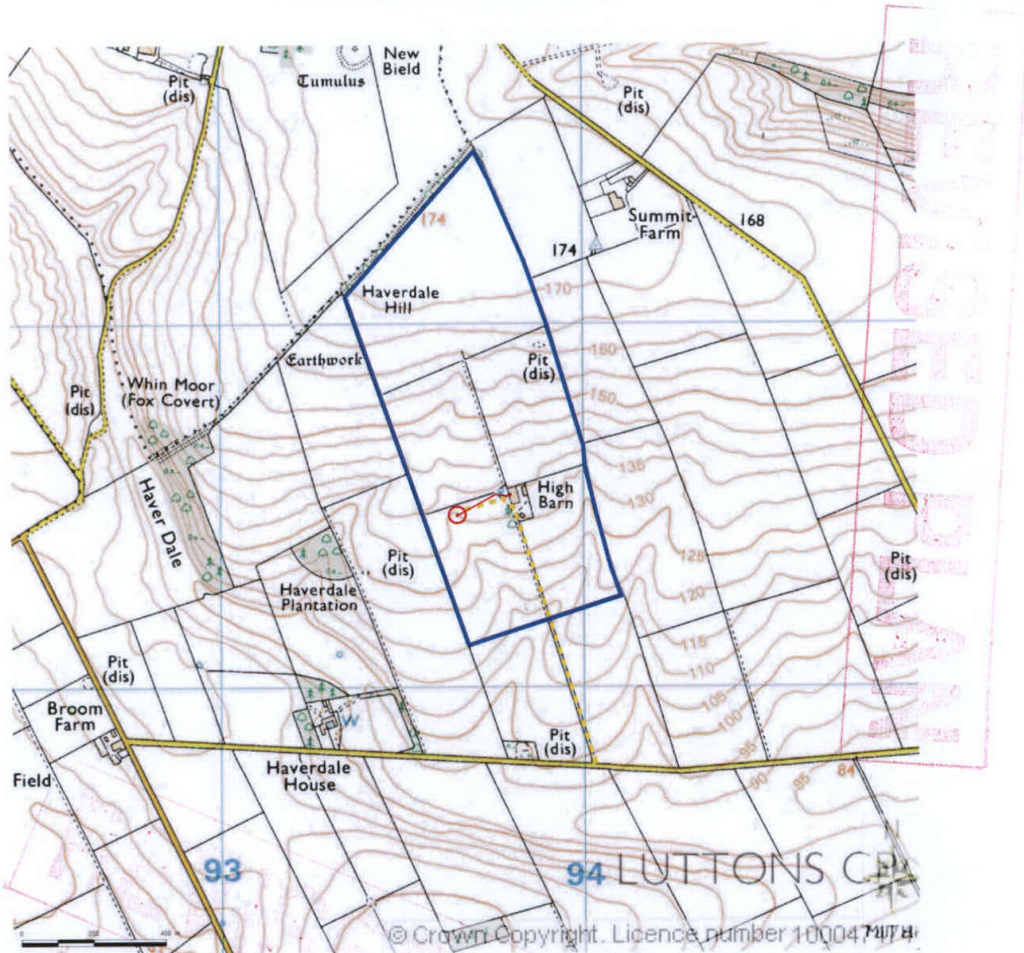 New
Bield
Tumulus
Pit
(dis)
Pit
(dis)
Summit
Farm
168
174
174
Haverdale
Hill
170
Earthwork
160
Pit
(dis)
150
Whin Moor
(Fox Covert)
Pit
(dis)
135
High
Barn
130
Haver Dale
Pit
(dis)
125
Pit
(dis)
Haverdale
Plantation
120
115
110
Pit
(dis)
105
Broom
Farm
100
W
Pit
(dis)
95
Haverdale
House
Field
84
90
85
93
94
LUTTONS CP
© Crown Copyright. Licence number